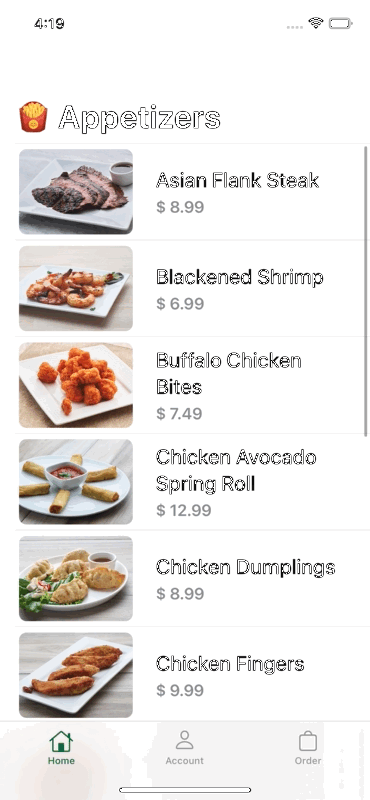 4:19
🍟 Appetizers
Asian Flank Steak
$ 8.99
Blackened Shrimp
$ 6.99
Buffalo Chicken
Bites
$ 7.49
Chicken Avocado
Spring Roll
$ 12.99
Chicken Dumplings
$ 8.99
Chicken Fingers
$ 9.99
Home Account Order